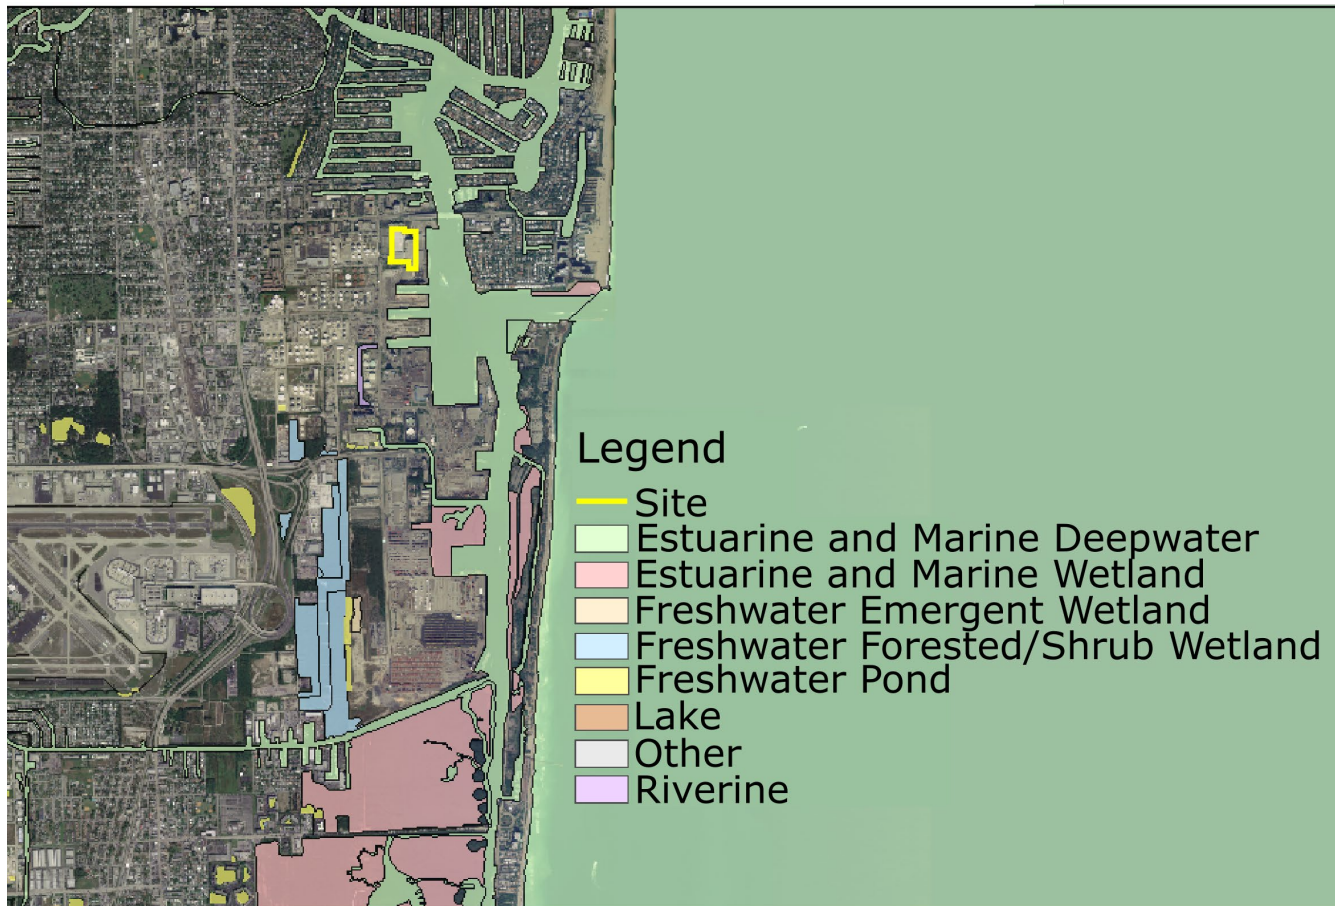 Legend
Site
Estuarine and Marine Deepwater
Estuarine and Marine Wetland
Freshwater Emergent Wetland
Freshwater Forested/Shrub Wetland
Freshwater Pond
Lake
Other
Riverine